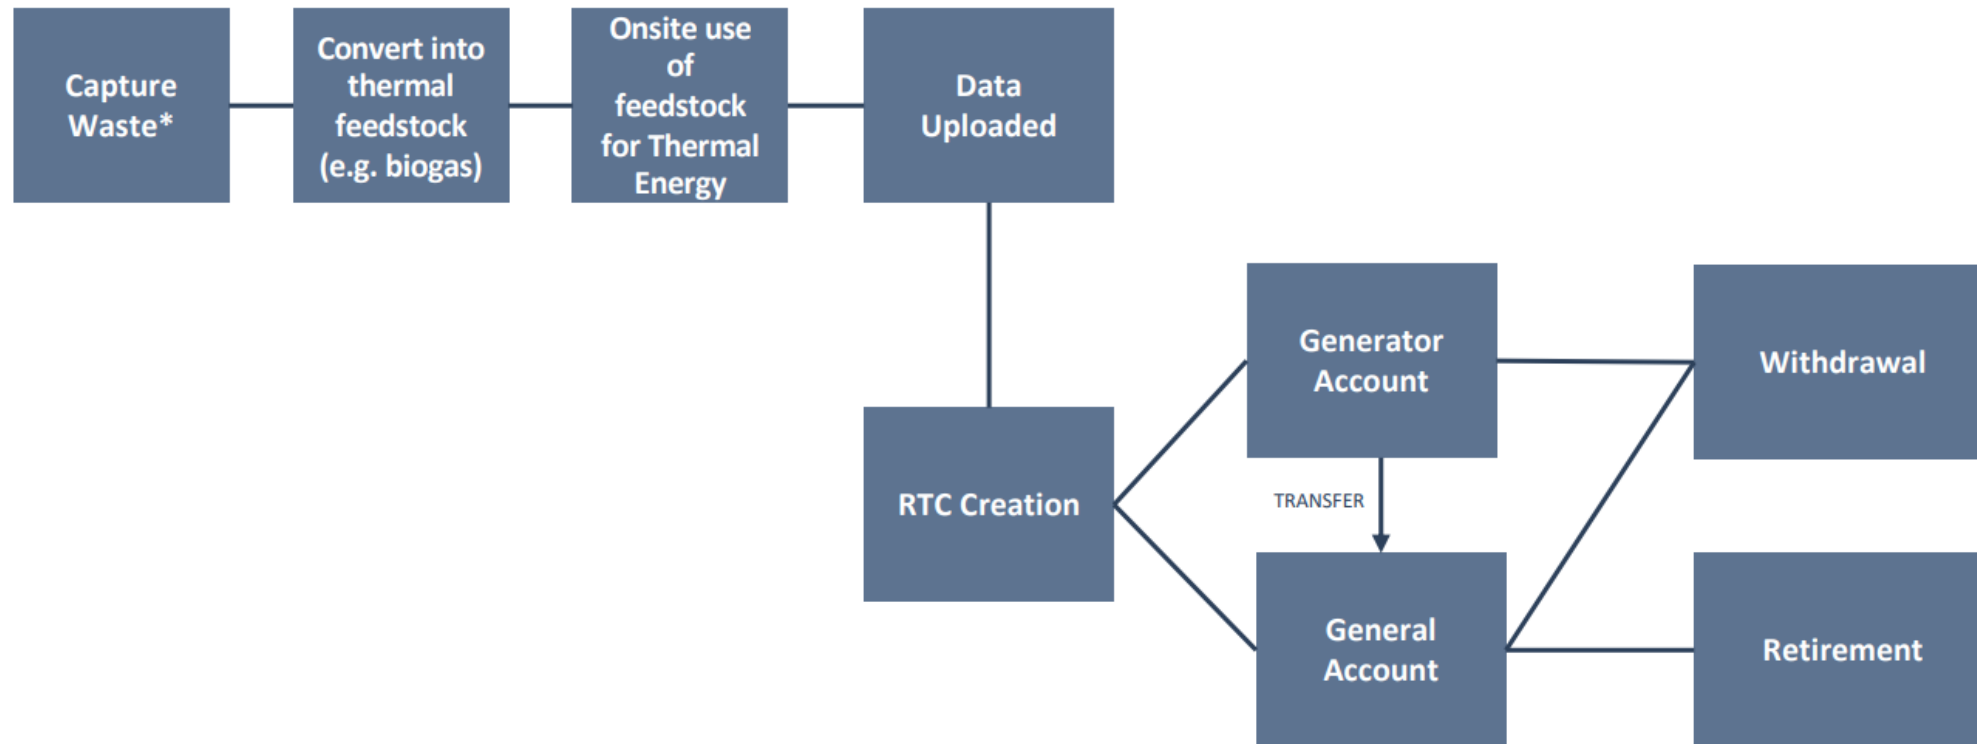 Capture
Waste*
Convert into
thermal
feedstock
(e.g. biogas)
Onsite use
of
feedstock
for Thermal
Energy
Data
Uploaded
Generator
Account
Withdrawal
RTC Creation
TRANSFER
General
Account
Retirement